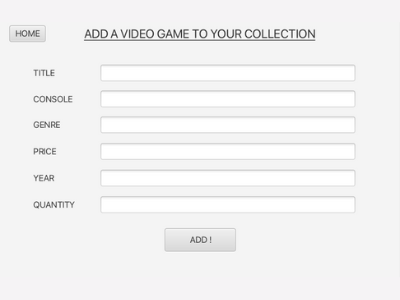 HOME
ADD A VIDEO GAME TO YOUR COLLECTION
TITLE
CONSOLE
GENRE
PRICE
YEAR
QUANTITY
ADD !